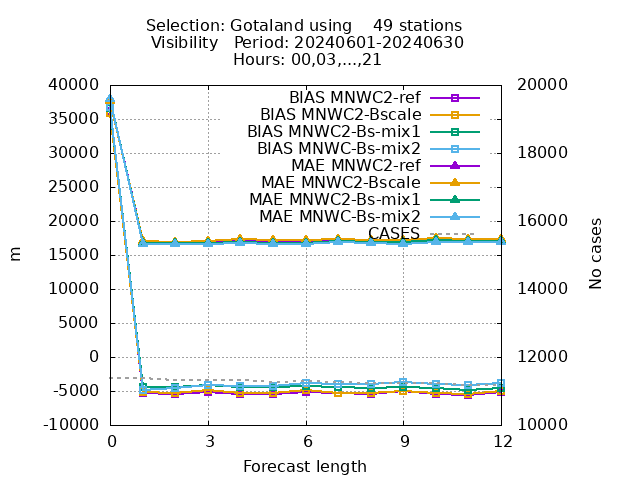 Selection: Gotaland using    49 stations
Visibility   Period: 20240601-20240630
Hours: 00,03,...,21
40000
35000
30000
25000
20000
15000
10000
5000
0
-5000
-10000
m
BIAS MNWC2-ref
BIAS MNWC2-Bscale
BIAS MNWC2-Bs-mix1
BIAS MNWC-Bs-mix2
MAE MNWC2-ref
MAE MNWC2-Bscale
MAE MNWC2-Bs-mix1
MAE MNWC-Bs-mix2
CASES
20000
18000
16000
14000
12000
10000
No cases
0 3 6 9 12
Forecast length